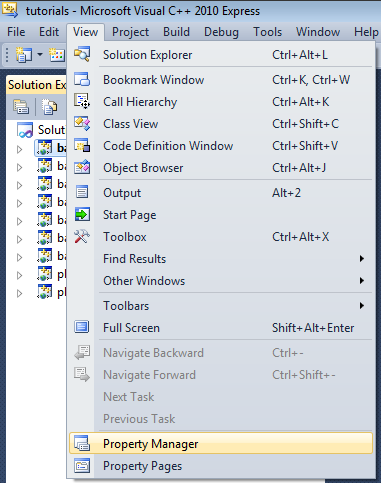 tutorials - Microsoft Visual C++ 2010 Express
File Edit View Project Build Debug Tools Window Help
Solution Ex
Solution Explorer Ctrl+Alt+L
Bookmark Window Ctrl+K, Ctrl+W
Call Hierarchy Ctrl+Alt+K
Class View Ctrl+Shift+C
Code Definition Window Ctrl+Shift+V
Object Browser Ctrl+Alt+J
Output Alt+2
Start Page
Toolbox Ctrl+Alt+X
Find Results
Other Windows
Toolbars
Full Screen Shift+Alt+Enter
Navigate Backward Ctrl+-
Navigate Forward Ctrl+Shift+-
Next Task
Previous Task
Property Manager
Property Pages
Solut
ba
ba
ba
ba
ba
ba
ba
pl
pl